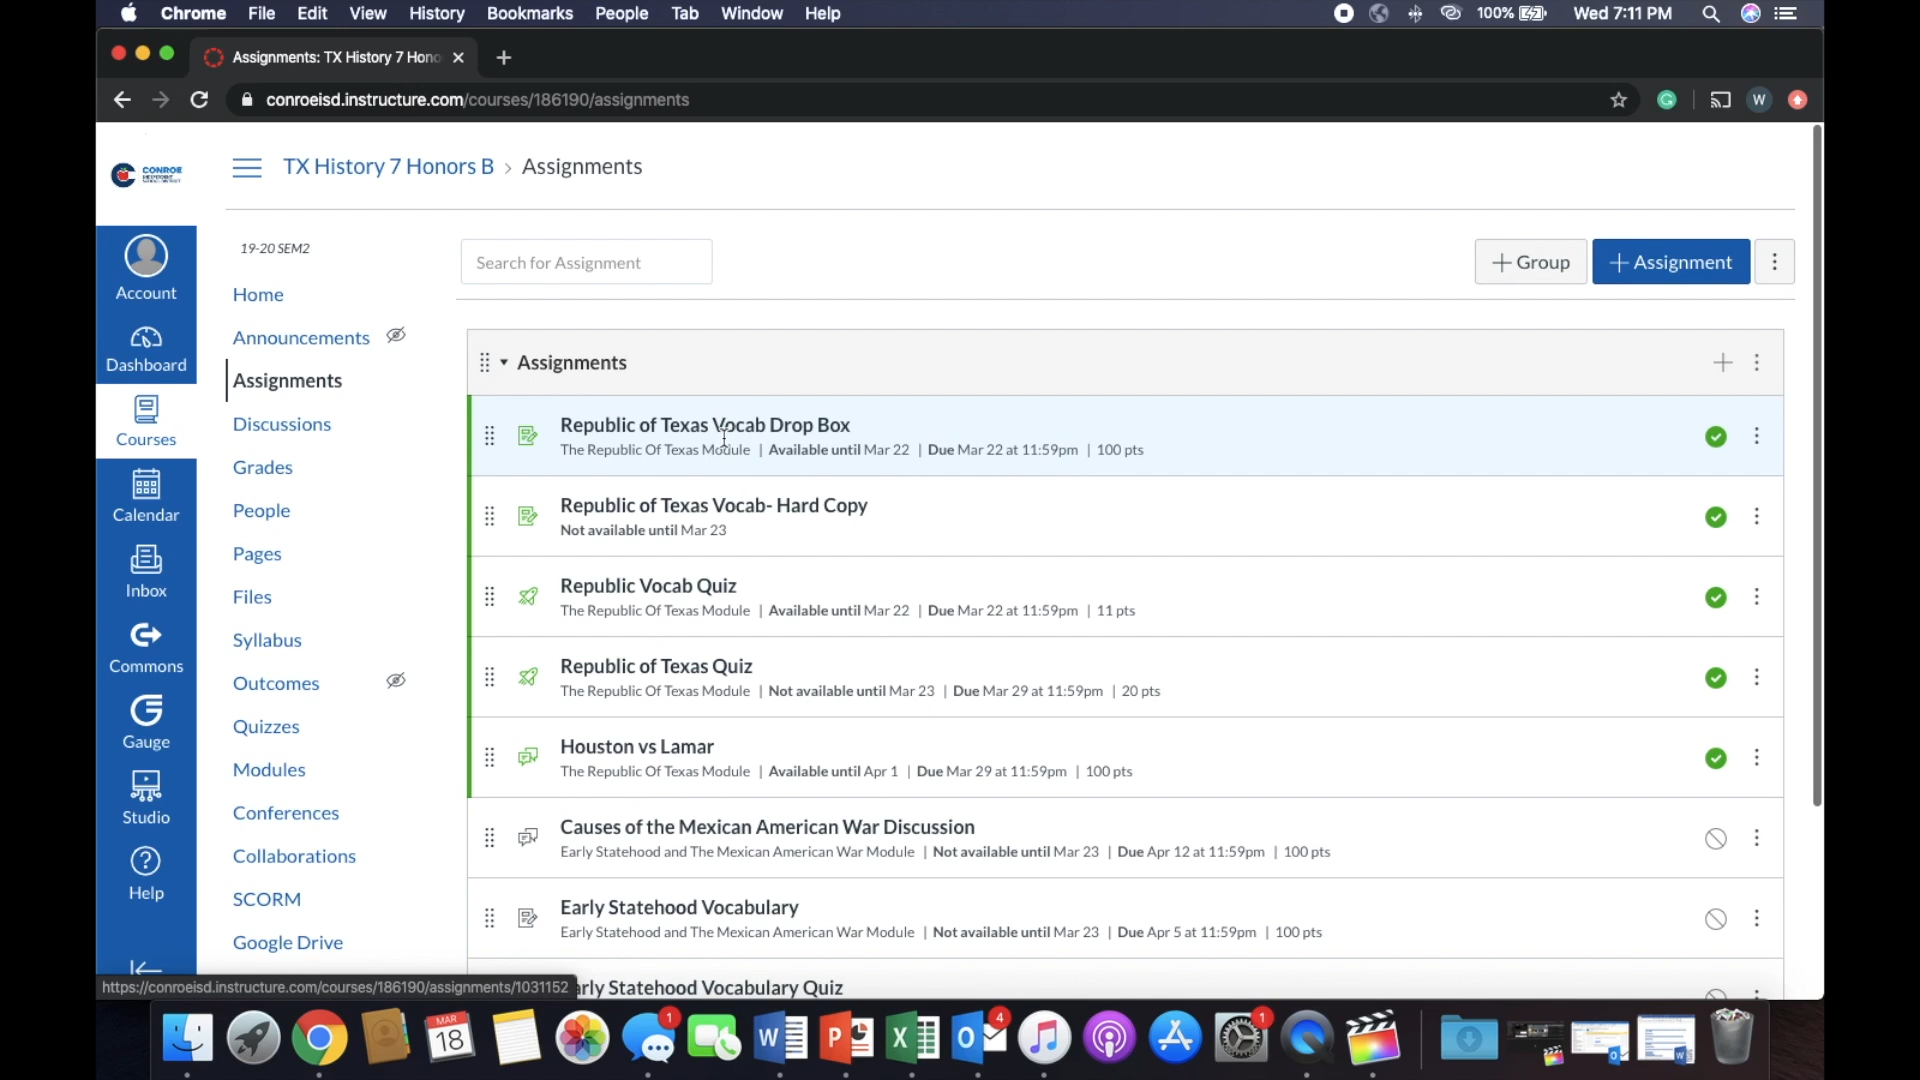 Chrome File Edit View History Bookmarks People Tab Window Help 100% Wed 7:11 PM
Assignments: TX History 7 Hono
conroeisd.instructure.com/courses/186190/assignments W
CONROE
TX History 7 Honors B > Assignments
19-20 SEM2
Search for Assignment
+ Group
+ Assignment
Account
Dashboard
Courses
Calendar
Inbox
Commons
Gauge
Studio
Help
Home
Announcements
Assignments
Discussions
Grades
People
Pages
Files
Syllabus
Outcomes
Quizzes
Modules
Conferences
Collaborations
SCORM
Google Drive
Assignments
Republic of Texas Vocab Drop Box
The Republic Of Texas Module | Available until Mar 22 | Due Mar 22 at 11:59pm | 100 pts
Republic of Texas Vocab- Hard Copy
Not available until Mar 23
Republic Vocab Quiz
The Republic Of Texas Module | Available until Mar 22 | Due Mar 22 at 11:59pm | 11 pts
Republic of Texas Quiz
The Republic Of Texas Module | Not available until Mar 23 | Due Mar 29 at 11:59pm | 20 pts
Houston vs Lamar
The Republic Of Texas Module | Available until Apr 1 | Due Mar 29 at 11:59pm | 100 pts
Causes of the Mexican American War Discussion
Early Statehood and The Mexican American War Module | Not available until Mar 23 | Due Apr 12 at 11:59pm | 100 pts
Early Statehood Vocabulary
Early Statehood and The Mexican American War Module | Not available until Mar 23 | Due Apr 5 at 11:59pm | 100 pts
arly Statehood Vocabulary Quiz
https://conroeisd.instructure.com/courses/186190/assignments/1031152
MAR
18
1
W
P
X
O
4
1